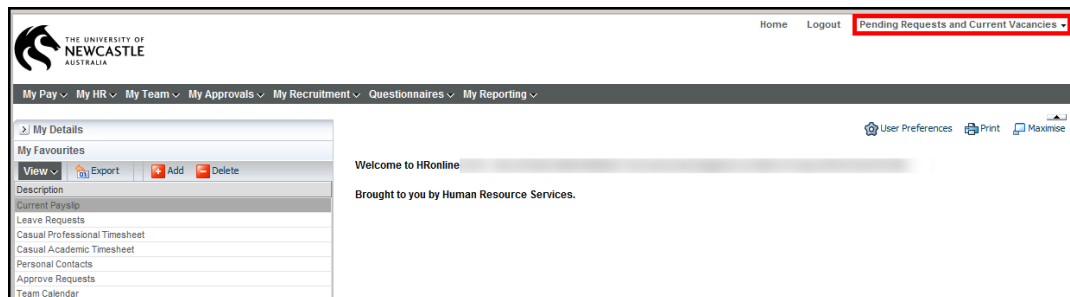 Home Logout Pending Requests and Current Vacancies
THE UNIVERSITY OF
NEWCASTLE
AUSTRALIA
My Pay My HR My Team My Approvals My Recruitment Questionnaires My Reporting
My Details
User Preferences Print Maximise
My Favourites
View Export Add Delete
Welcome to HRonline
Description
Brought to you by Human Resource Services.
Current Payslip
Leave Requests
Casual Professional Timesheet
Casual Academic Timesheet
Personal Contacts
Approve Requests
Team Calendar